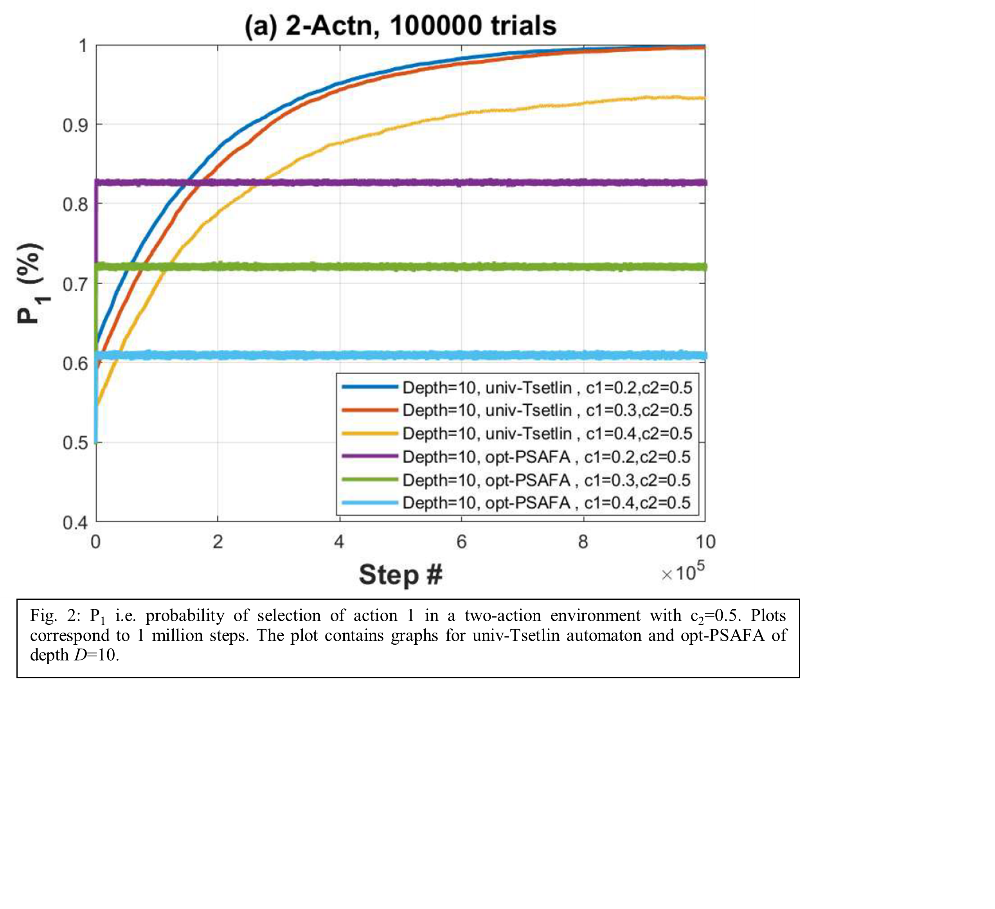 (a) 2-Actn, 100000 trials
1
0.9
0.8
0.7
0.6
0.5
0.4
P1 (%)
Depth=10, univ-Tsetlin , c1=0.2,c2=0.5
Depth=10, univ-Tsetlin , c1=0.3,c2=0.5
Depth=10, univ-Tsetlin , c1=0.4,c2=0.5
Depth=10, opt-PSAFA , c1=0.2,c2=0.5
Depth=10, opt-PSAFA , c1=0.3,c2=0.5
Depth=10, opt-PSAFA , c1=0.4,c2=0.5
0 2 4 6 8 10
Step #
×10^5
Fig. 2: P1 i.e. probability of selection of action 1 in a two-action environment with c2=0.5. Plots
correspond to 1 million steps. The plot contains graphs for univ-Tsetlin automaton and opt-PSAFA of
depth D=10.